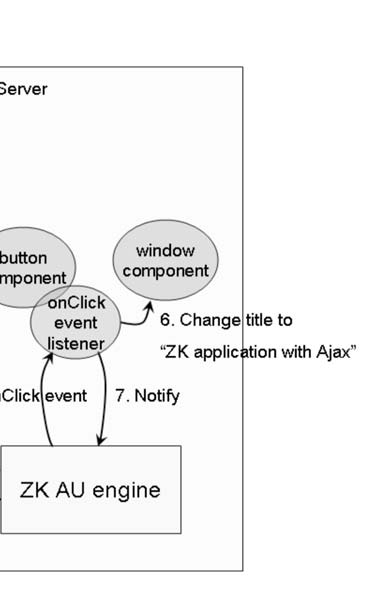 Server
button
mponent
window
component
onClick
event
listener
6. Change title to
“ZK application with Ajax”
Click event
7. Notify
ZK AU engine